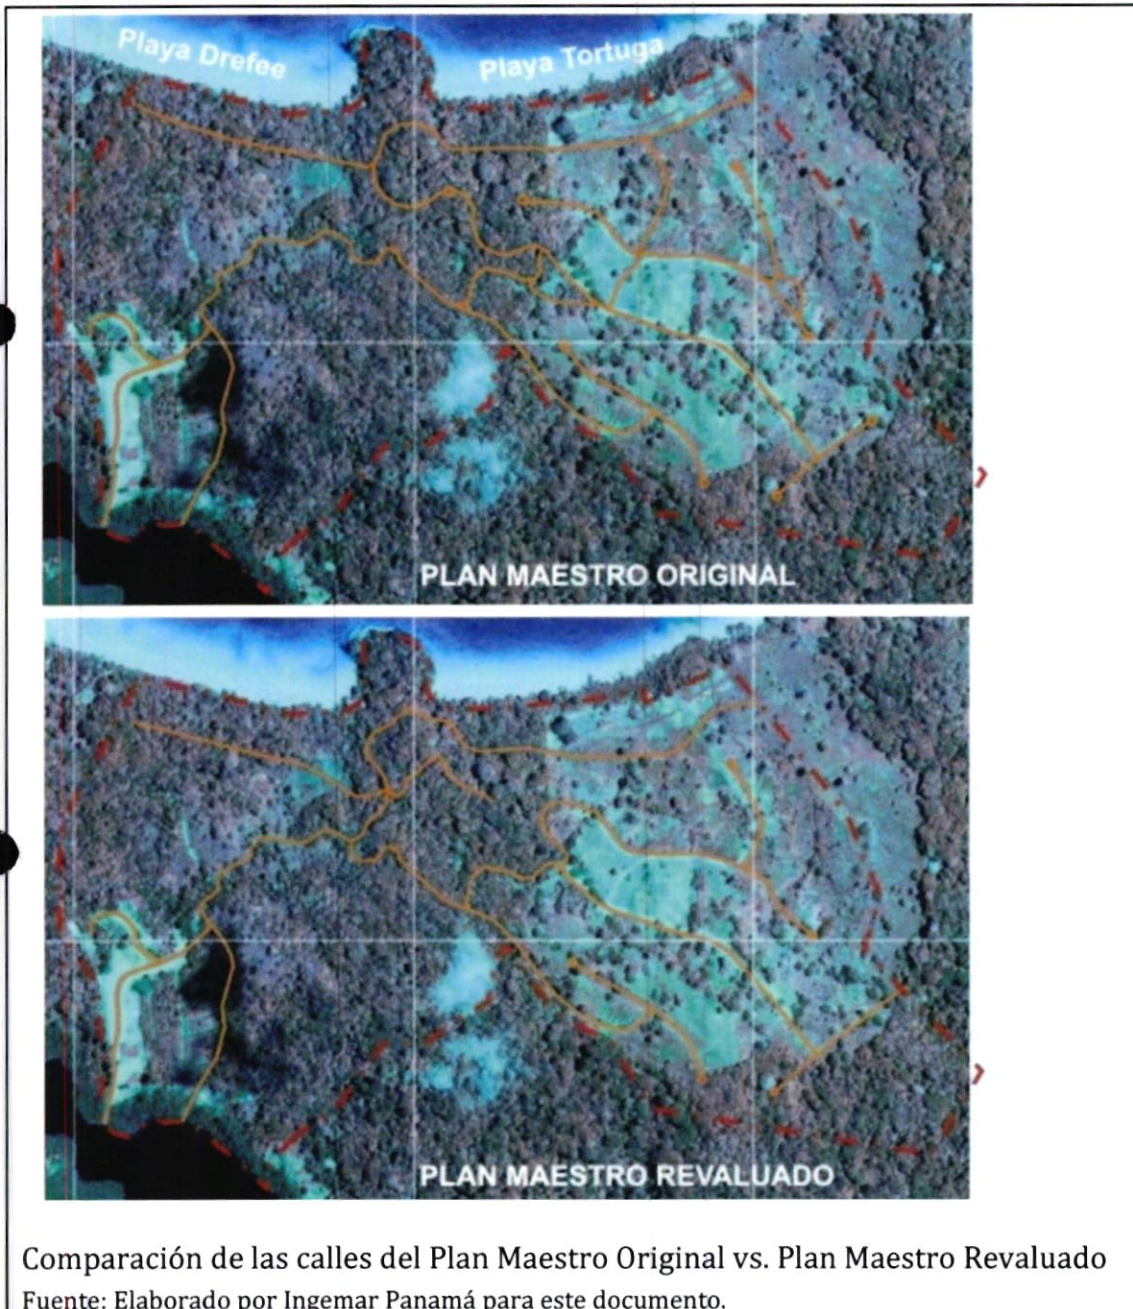 Playa Drefee
Playa Tortuga
PLAN MAESTRO ORIGINAL
PLAN MAESTRO REVALUADO
Comparación de las calles del Plan Maestro Original vs. Plan Maestro Revaluado
Fuente: Elaborado por Ingemar Panamá para este documento.